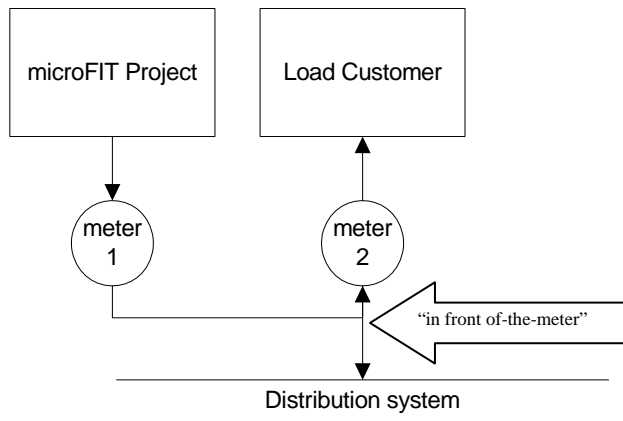 microFIT Project
Load Customer
meter
1
meter
2
“in front of-the-meter”
Distribution system